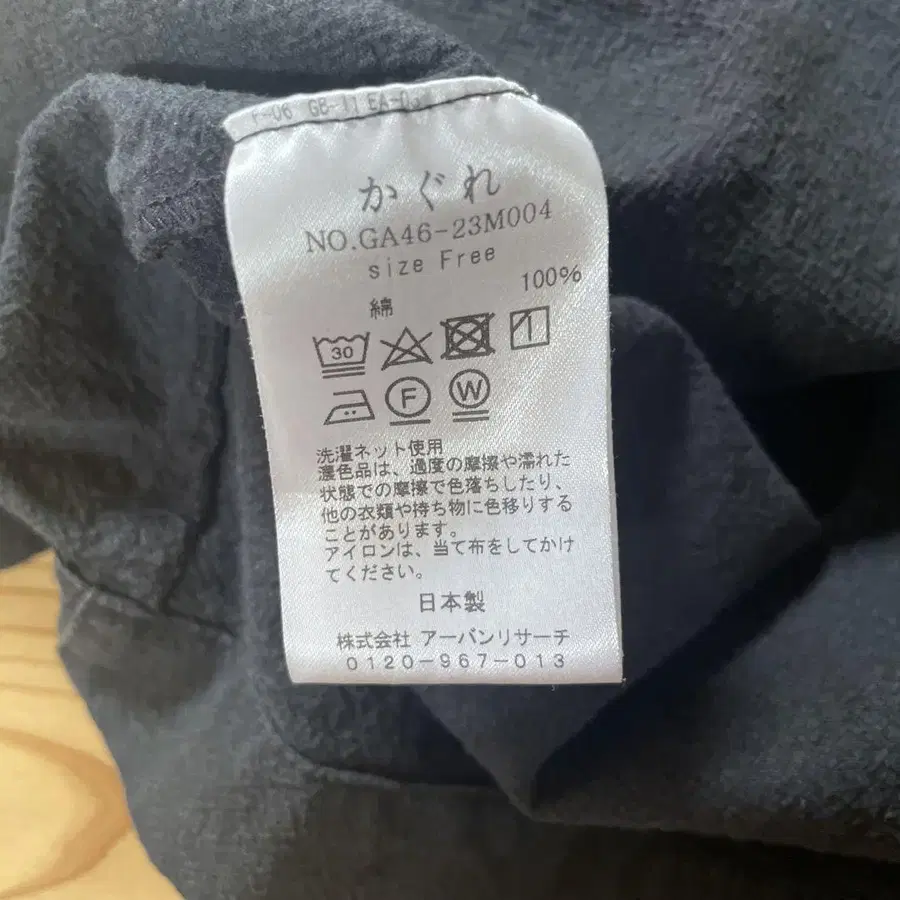 F-06 GB-11 EA-03
かぐれ
NO.GA46-23M004
size Free
綿 100%
30
F W
洗濯ネット使用
濃色品は、過度の摩擦や濡れた
状態での摩擦で色落ちしたり、
他の衣類や持ち物に色移りする
ことがあります。
アイロンは、当て布をしてかけ
てください。
日本製
株式会社 アーバンリサーチ
0120-967-013